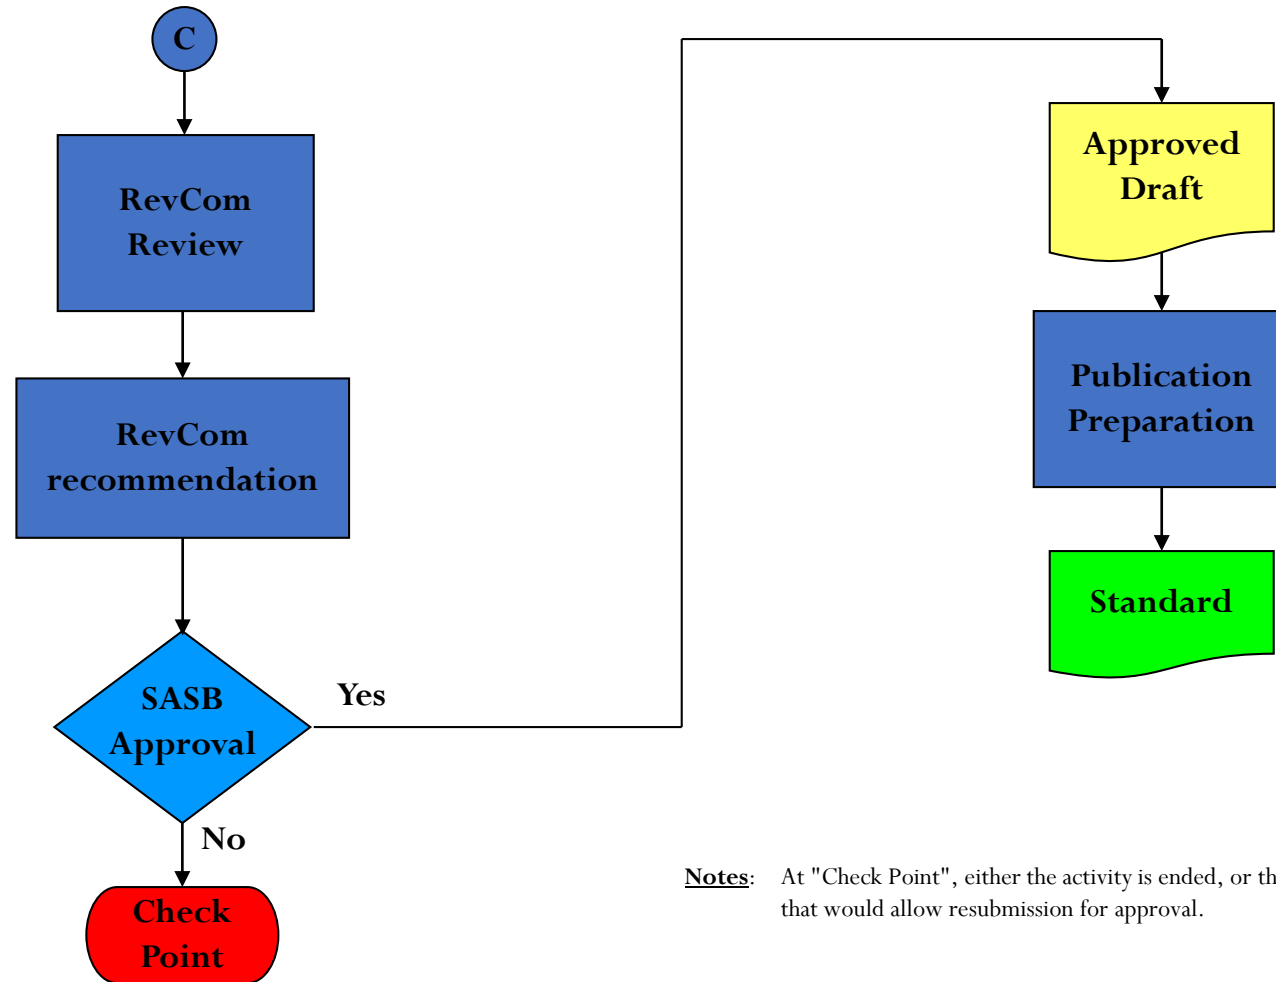 C
RevCom
Review
RevCom
recommendation
SASB
Approval
Yes
No
Check
Point
Approved
Draft
Publication
Preparation
Standard
Notes: At "Check Point", either the activity is ended, or
that would allow resubmission for approval.